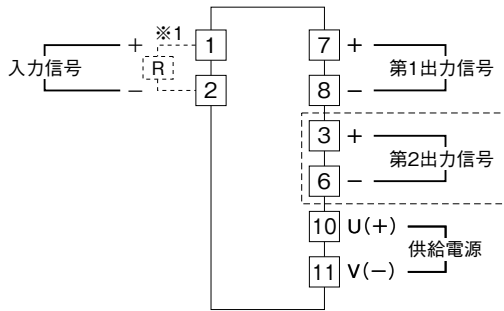 入力信号
+ ※1 1
R
− 2
7 +
第1出力信号
8 −
3 +
第2出力信号
6 −
10 U(+)
供給電源
11 V(−)